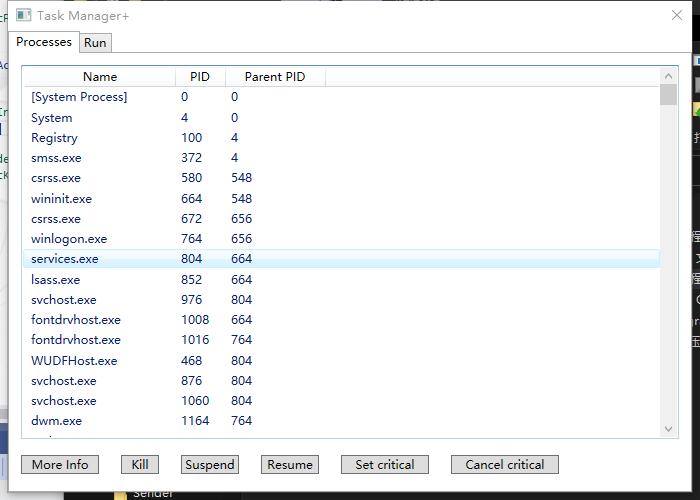 Task Manager+
Processes Run
Name PID Parent PID
[System Process] 0 0
System 4 0
Registry 100 4
smss.exe 372 4
csrss.exe 580 548
wininit.exe 664 548
csrss.exe 672 656
winlogon.exe 764 656
services.exe 804 664
lsass.exe 852 664
svchost.exe 976 804
fontdrvhost.exe 1008 664
fontdrvhost.exe 1016 764
WUDFHost.exe 468 804
svchost.exe 876 804
svchost.exe 1060 804
dwm.exe 1164 764
More Info Kill Suspend Resume Set critical Cancel critical
Sender